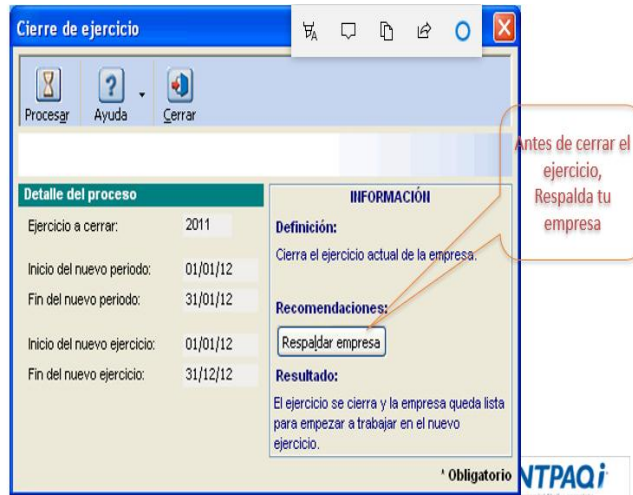 Cierre de ejercicio
Procesar
Ayuda
Cerrar
Antes de cerrar el
ejercicio,
Respalda tu
empresa
Detalle del proceso
Ejercicio a cerrar: 2011
Inicio del nuevo periodo: 01/01/12
Fin del nuevo periodo: 31/01/12
Inicio del nuevo ejercicio: 01/01/12
Fin del nuevo ejercicio: 31/12/12
INFORMACIÓN
Definición:
Cierra el ejercicio actual de la empresa.
Recomendaciones:
Respaldar empresa
Resultado:
El ejercicio se cierra y la empresa queda lista
para empezar a trabajar en el nuevo
ejercicio.
* Obligatorio
NTPAQi